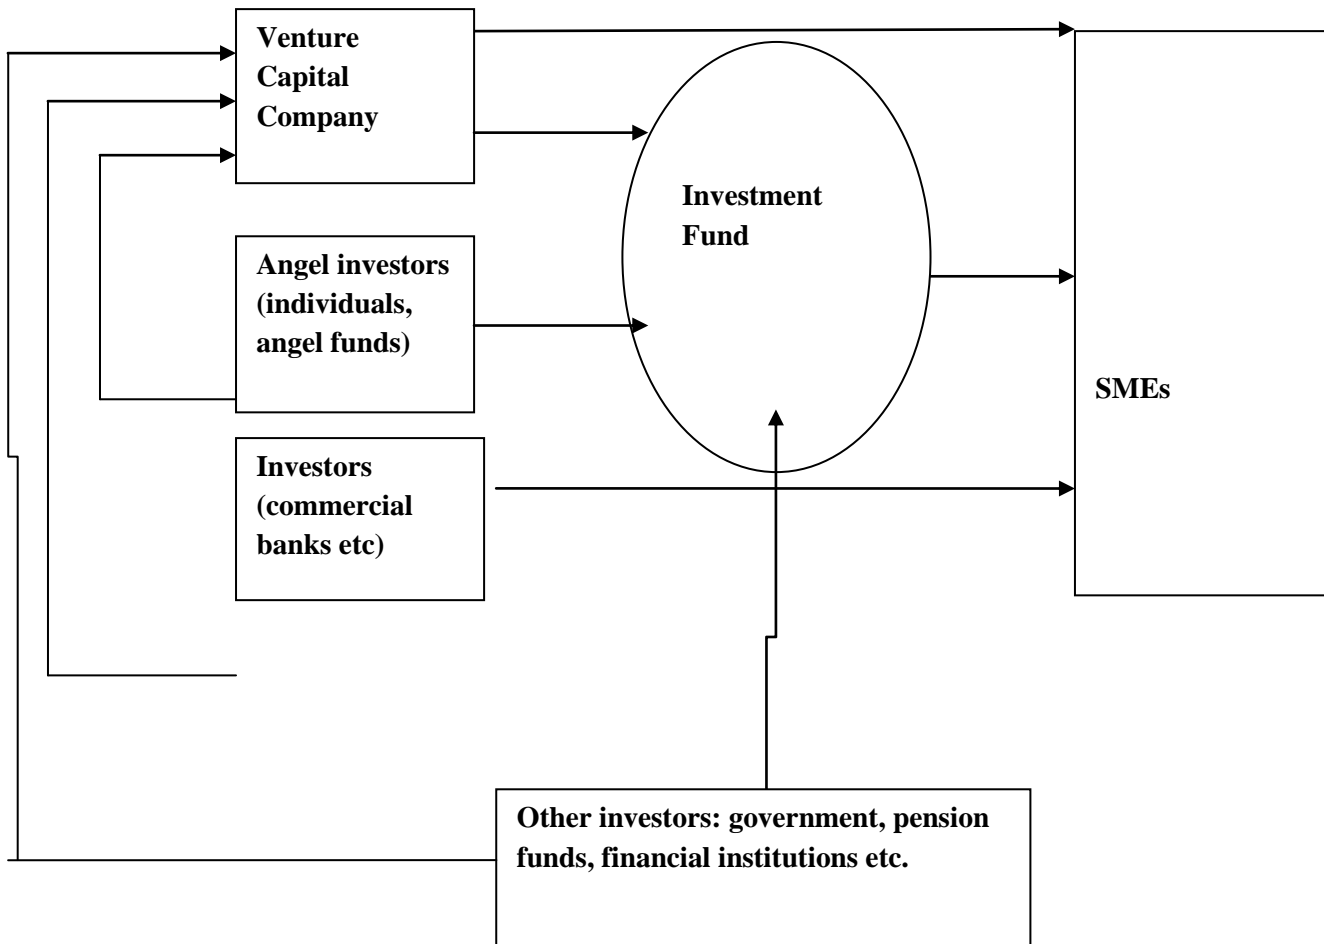 Venture
Capital
Company
Investment
Fund
Angel investors
(individuals,
angel funds)
SMEs
Investors
(commercial
banks etc)
Other investors: government, pension
funds, financial institutions etc.